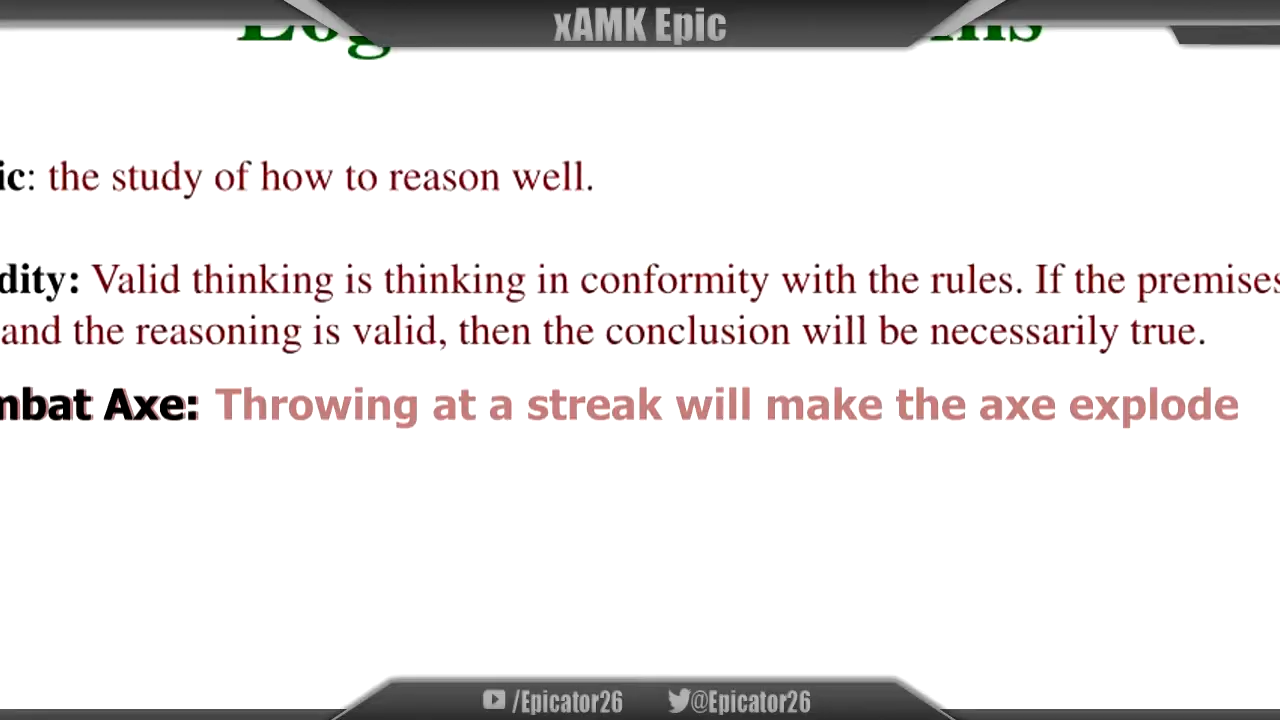 xAMK Epic
ic: the study of how to reason well.
dity: Valid thinking is thinking in conformity with the rules. If the premises
and the reasoning is valid, then the conclusion will be necessarily true.
mbat Axe: Throwing at a streak will make the axe explode
/Epicator26 @Epicator26